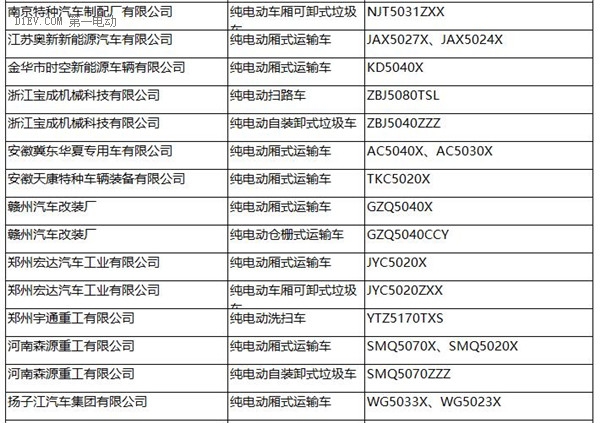 南京特种汽车制配厂有限公司 纯电动车厢可卸式垃圾车 NJT5031ZXX
D1EV.COM 第一电动
江苏奥新新能源汽车有限公司 纯电动厢式运输车 JAX5027X、JAX5024X
金华市时空新能源车辆有限公司 纯电动厢式运输车 KD5040X
浙江宝成机械科技有限公司 纯电动扫路车 ZBJ5080TSL
浙江宝成机械科技有限公司 纯电动自装卸式垃圾车 ZBJ5040ZZZ
安徽冀东华夏专用车有限公司 纯电动厢式运输车 AC5040X、AC5030X
安徽天康特种车辆装备有限公司 纯电动厢式运输车 TKC5020X
赣州汽车改装厂 纯电动厢式运输车 GZQ5040X
赣州汽车改装厂 纯电动仓栅式运输车 GZQ5040CCY
郑州宏达汽车工业有限公司 纯电动厢式运输车 JYC5020X
郑州宏达汽车工业有限公司 纯电动车厢可卸式垃圾车 JYC5020ZXX
郑州宇通重工有限公司 纯电动洗扫车 YTZ5170TXS
河南森源重工有限公司 纯电动厢式运输车 SMQ5070X、SMQ5020X
河南森源重工有限公司 纯电动自装卸式垃圾车 SMQ5070ZZZ
扬子江汽车集团有限公司 纯电动厢式运输车 WG5033X、WG5023X